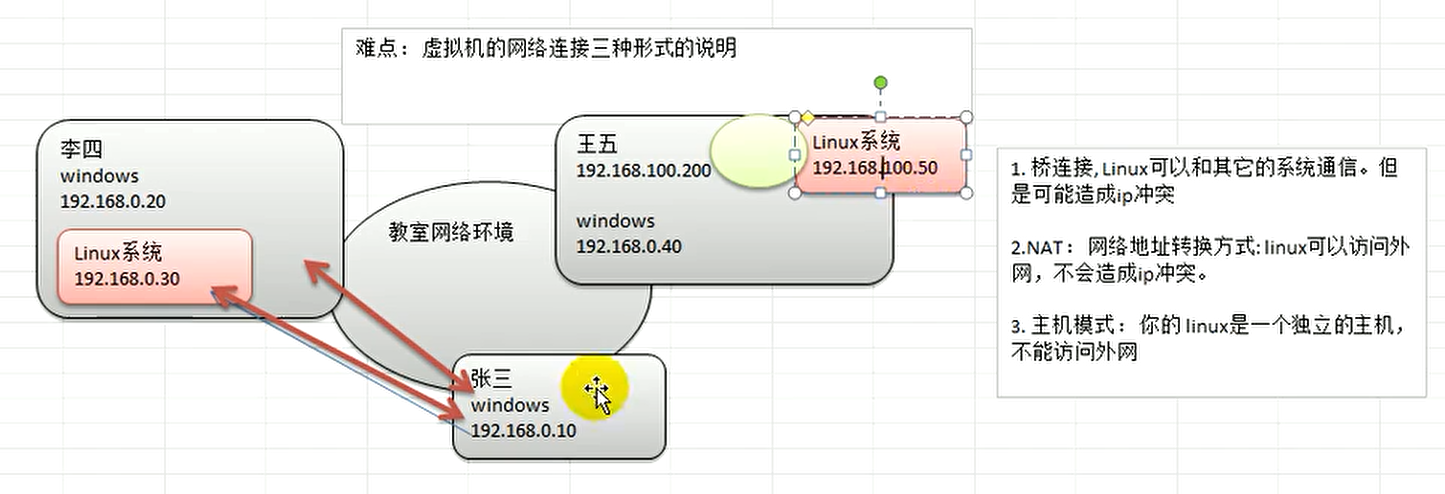 难点：虚拟机的网络连接三种形式的说明
李四
windows
192.168.0.20
Linux系统
192.168.0.30
教室网络环境
王五
192.168.100.200
windows
192.168.0.40
Linux系统
192.168.100.50
张三
windows
192.168.0.10
1. 桥连接, Linux可以和其它的系统通信。但
是可能造成ip冲突
2.NAT：网络地址转换方式: linux可以访问外
网，不会造成ip冲突。
3. 主机模式：你的 linux是一个独立的主机，
不能访问外网